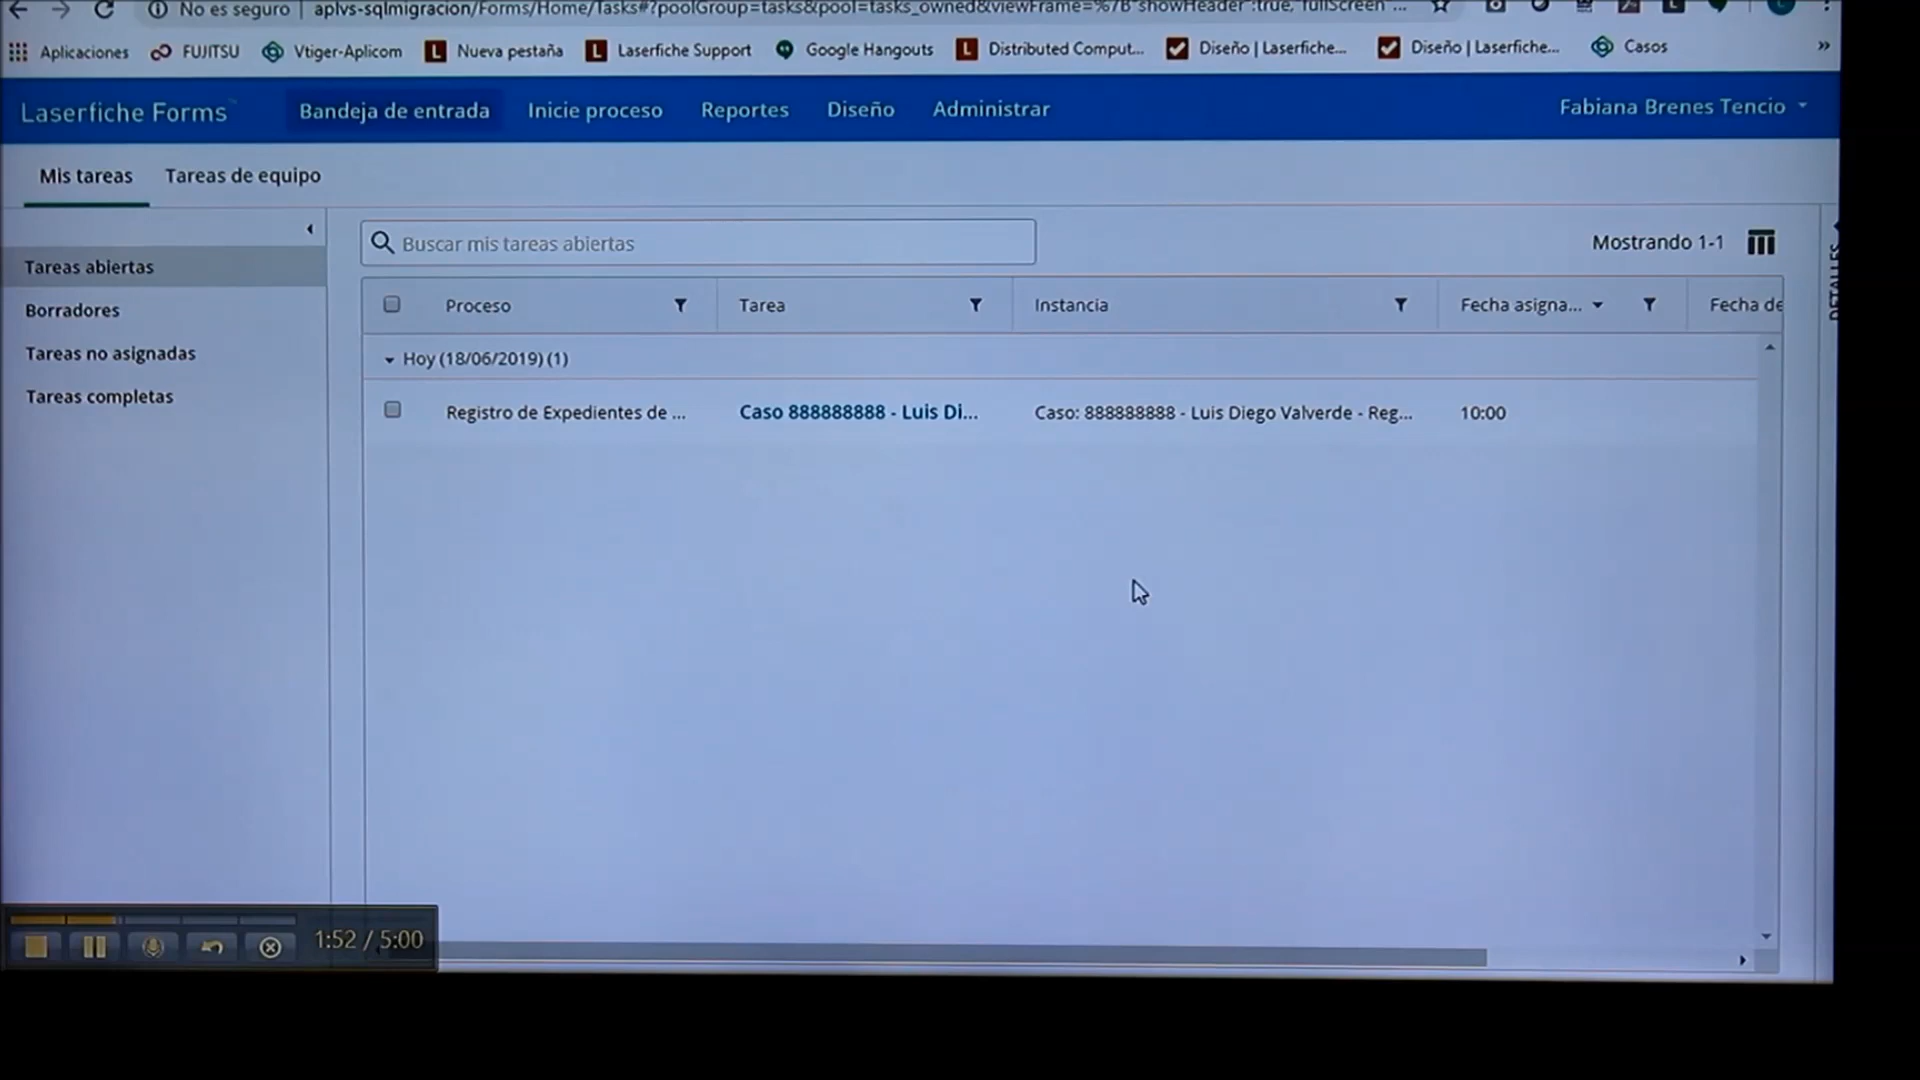 No es seguro aplvs-sqlmigracion/Forms/Home/Tasks#?poolGroup=tasks&pool=tasks_owned&viewFrame=%7B"showHeader":true,"fullScreen"...
Aplicaciones FUJITSU Vtiger-Aplicom Nueva pestaña Laserfiche Support Google Hangouts Distributed Comput... Diseño | Laserfiche... Diseño | Laserfiche... Casos »
Laserfiche Forms Bandeja de entrada Inicie proceso Reportes Diseño Administrar Fabiana Brenes Tencio
Mis tareas Tareas de equipo
Buscar mis tareas abiertas Mostrando 1-1
DETALLES
Tareas abiertas
Borradores
Tareas no asignadas
Tareas completas
Proceso Tarea Instancia Fecha asigna... Fecha de
Hoy (18/06/2019) (1)
Registro de Expedientes de ... Caso 888888888 - Luis Di... Caso: 888888888 - Luis Diego Valverde - Reg... 10:00
1:52 / 5:00